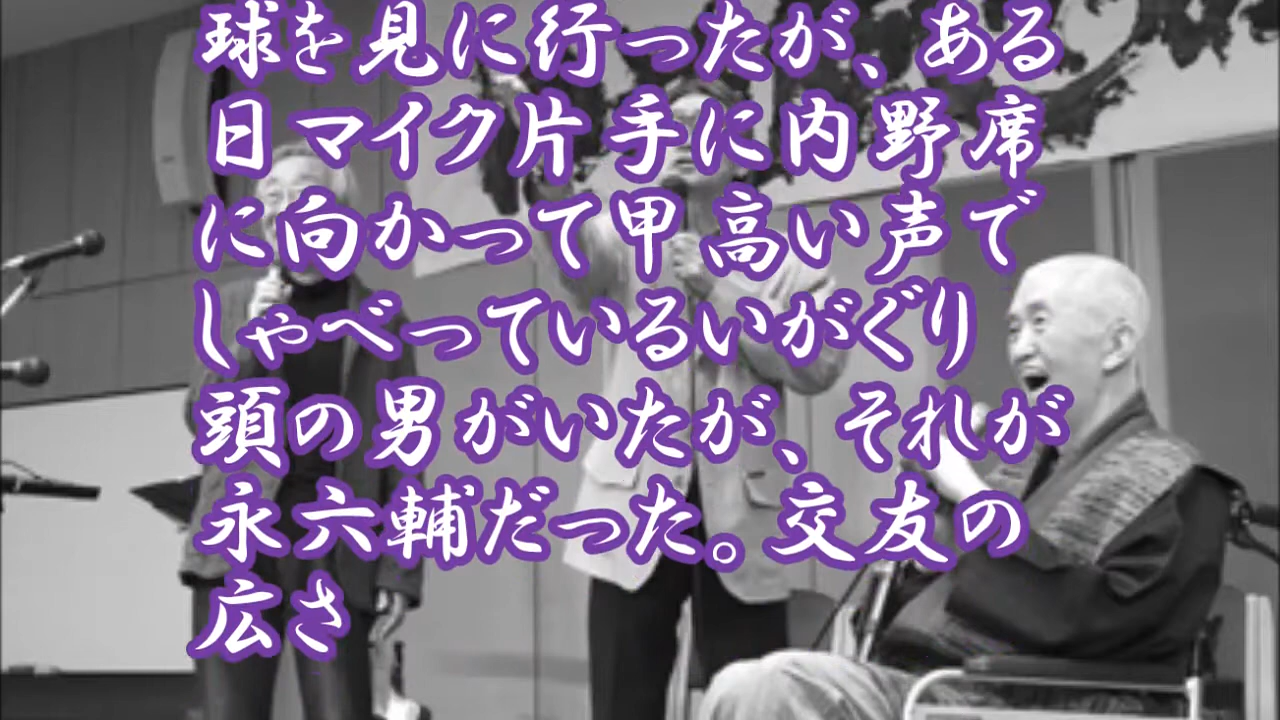 球を見に行ったが、ある
日マイク片手に内野席
に向かって甲高い声で
しゃべっているいがぐり
頭の男がいたが、それが
永六輔だった。交友の
広さ